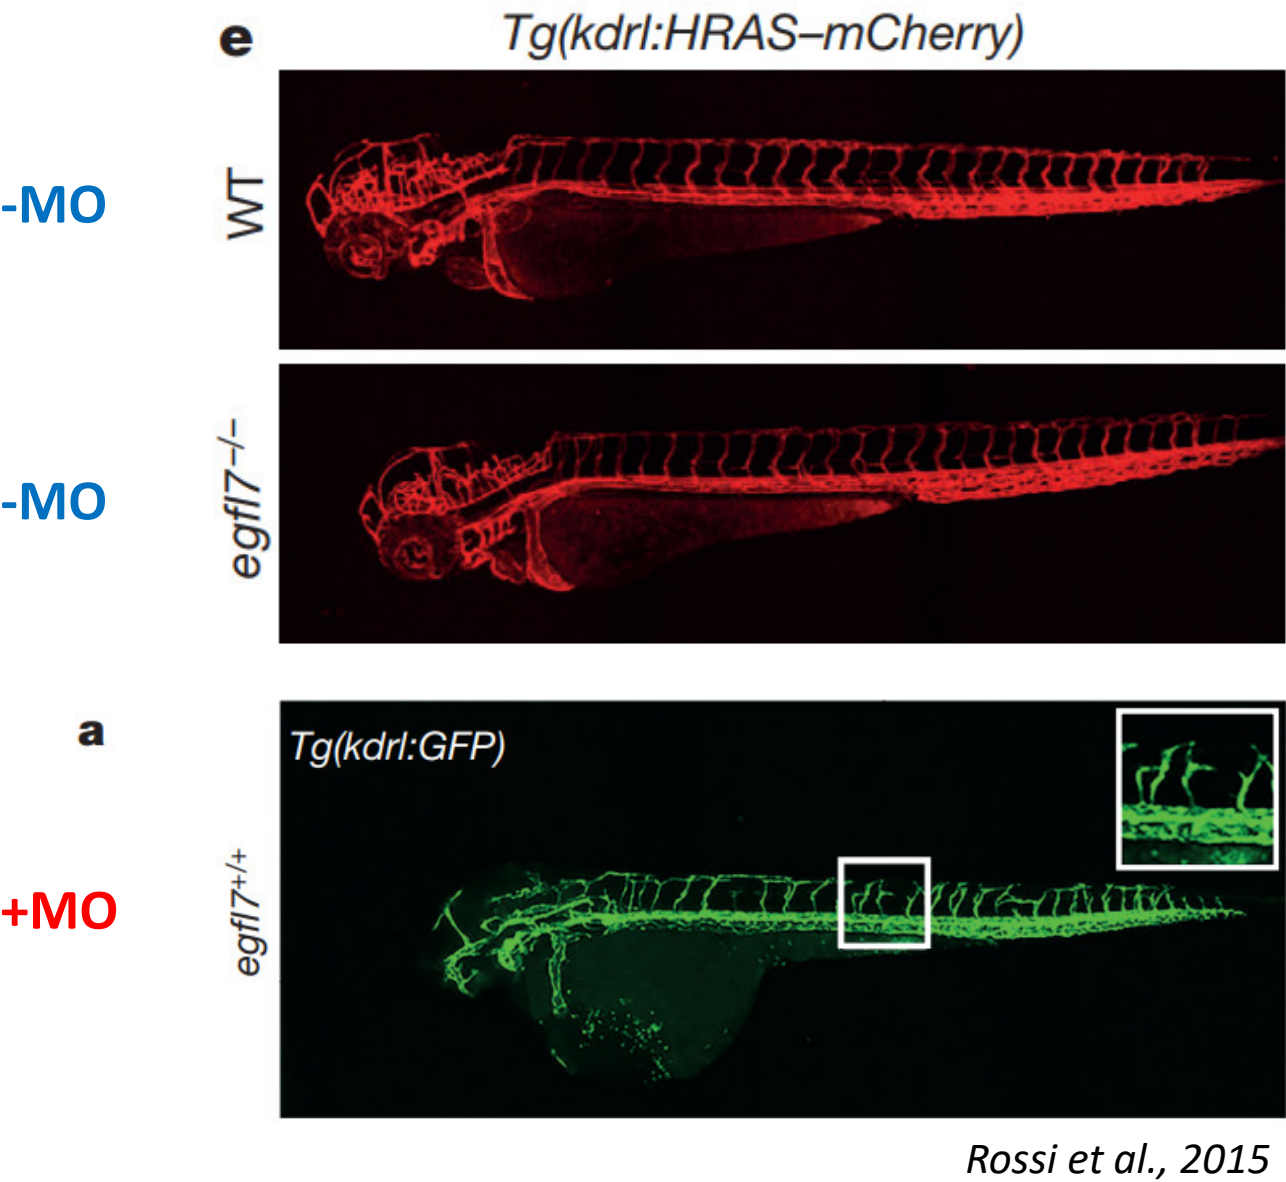 e
Tg(kdrl:HRAS–mCherry)
-MO
WT
-MO
egfl7−/−
a
Tg(kdrl:GFP)
+MO
egfl7+/+
Rossi et al., 2015